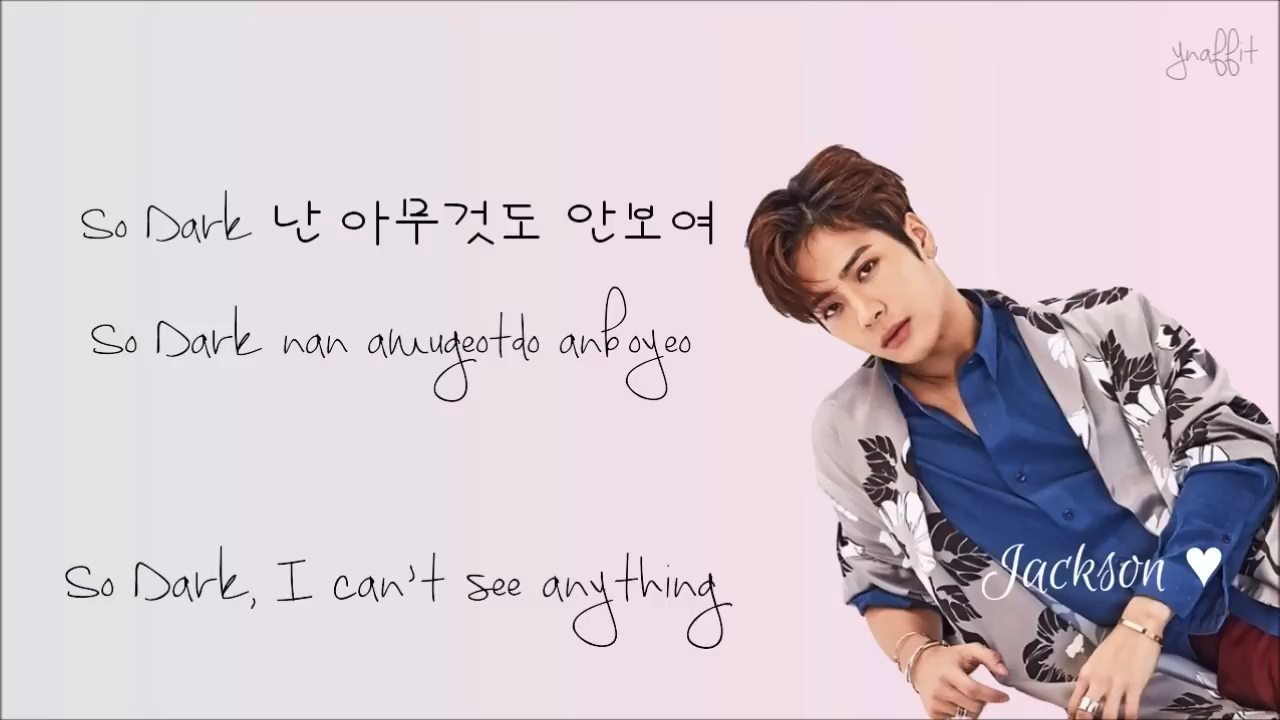 ynaffit
So Dark 난 아무것도 안보여
So Dark nan amugeotdo anboyeo
So Dark, I can't see anything
Jackson ♥